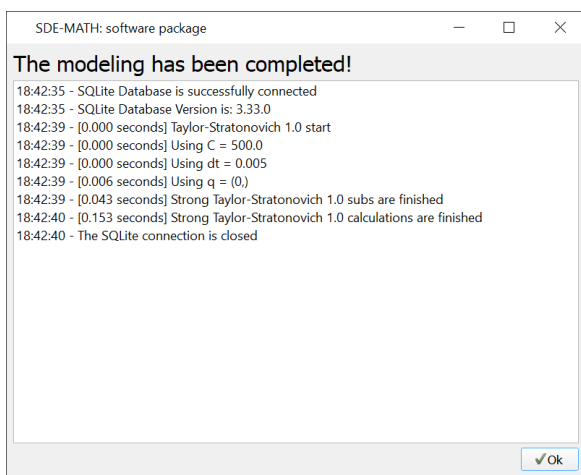 SDE-MATH: software package
The modeling has been completed!
18:42:35 - SQLite Database is successfully connected
18:42:35 - SQLite Database Version is: 3.33.0
18:42:39 - [0.000 seconds] Taylor-Stratonovich 1.0 start
18:42:39 - [0.000 seconds] Using C = 500.0
18:42:39 - [0.000 seconds] Using dt = 0.005
18:42:39 - [0.006 seconds] Using q = (0,)
18:42:39 - [0.043 seconds] Strong Taylor-Stratonovich 1.0 subs are finished
18:42:40 - [0.153 seconds] Strong Taylor-Stratonovich 1.0 calculations are finished
18:42:40 - The SQLite connection is closed
Ok